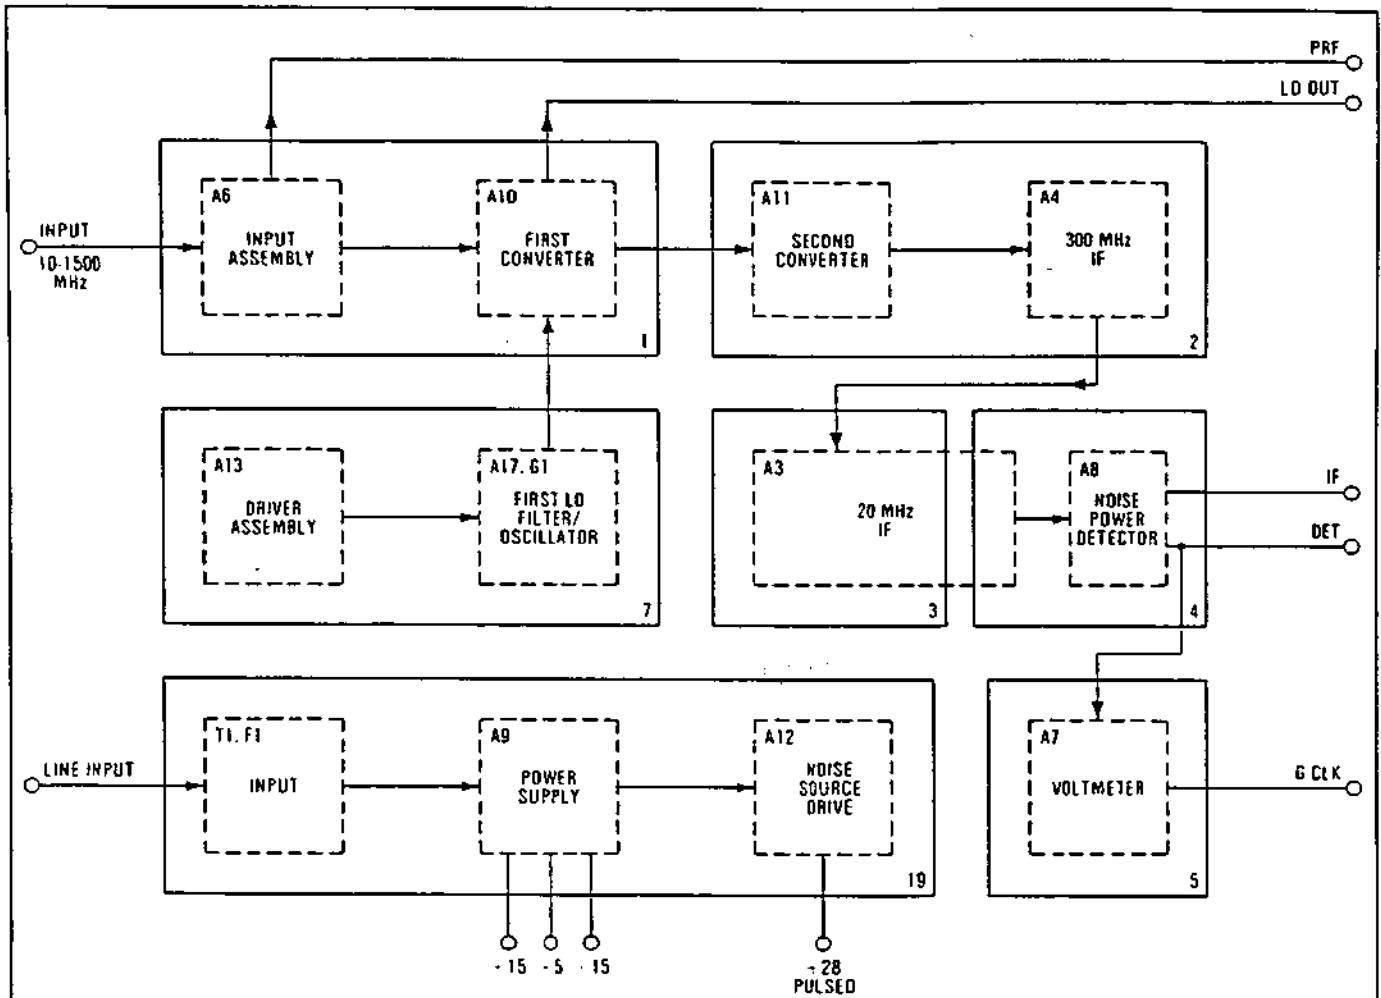 PRF
LO OUT
A6
INPUT
ASSEMBLY
A10
FIRST
CONVERTER
1
A11
SECOND
CONVERTER
A4
300 MHz
IF
2
INPUT
10-1500
MHz
A13
DRIVER
ASSEMBLY
A17, G1
FIRST LO
FILTER/
OSCILLATOR
7
A3
20 MHz
IF
3
A8
NOISE
POWER
DETECTOR
4
IF
DET
LINE INPUT
T1, F1
INPUT
A9
POWER
SUPPLY
A12
NOISE
SOURCE
DRIVE
19
A7
VOLTMETER
5
G CLK
15
5
15
28
PULSED